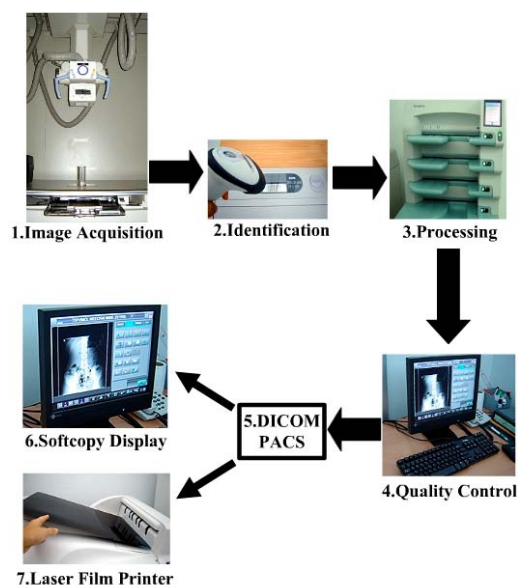 1.Image Acquisition
2.Identification
3.Processing
4.Quality Control
5.DICOM
PACS
6.Softcopy Display
7.Laser Film Printer